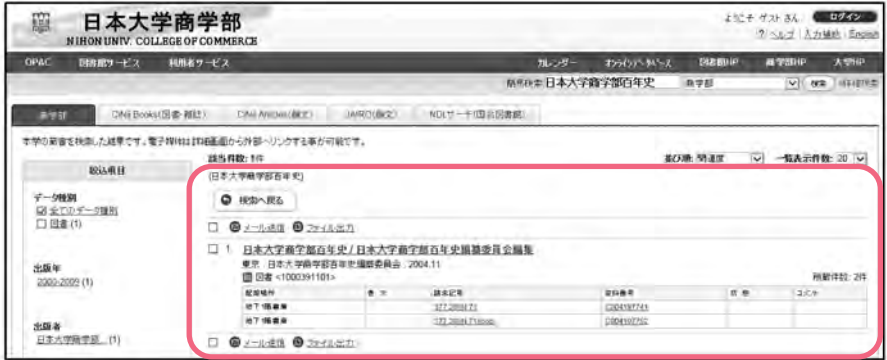 日本大学商学部
NIHON UNIV. COLLEGE OF COMMERCE
ようこそ ゲスト さん ログイン
? ヘルプ | 入力補助 | English
OPAC 図書館サービス 利用者サービス カレンダー オンラインデータベース 図書館HP 商学部HP 大学HP
簡易検索: 日本大学商学部百年史 商学部 検索 詳細検索
商学部 CiNii Books(図書・雑誌) CiNii Articles(論文) JAIRO(論文) NDLサーチ(国会図書館)
本学の蔵書を検索した結果です。電子媒体は詳細画面から外部へリンクする事が可能です。
絞込項目
データ種別
全てのデータ種別
図書 (1)
出版年
2000-2009 (1)
出版者
日本大学商学部... (1)
該当件数: 1件 並び順: 関連度 一覧表示件数: 20
(日本大学商学部百年史)
検索へ戻る
メール送信 ファイル出力
1. 日本大学商学部百年史 / 日本大学商学部百年史編纂委員会編集
東京 : 日本大学商学部百年史編纂委員会 , 2004.11
図書 <1000391101> 所蔵件数: 2件
配架場所 巻次 請求記号 資料番号 状態 コメント
地下1階書庫
地下1階書庫
メール送信 ファイル出力